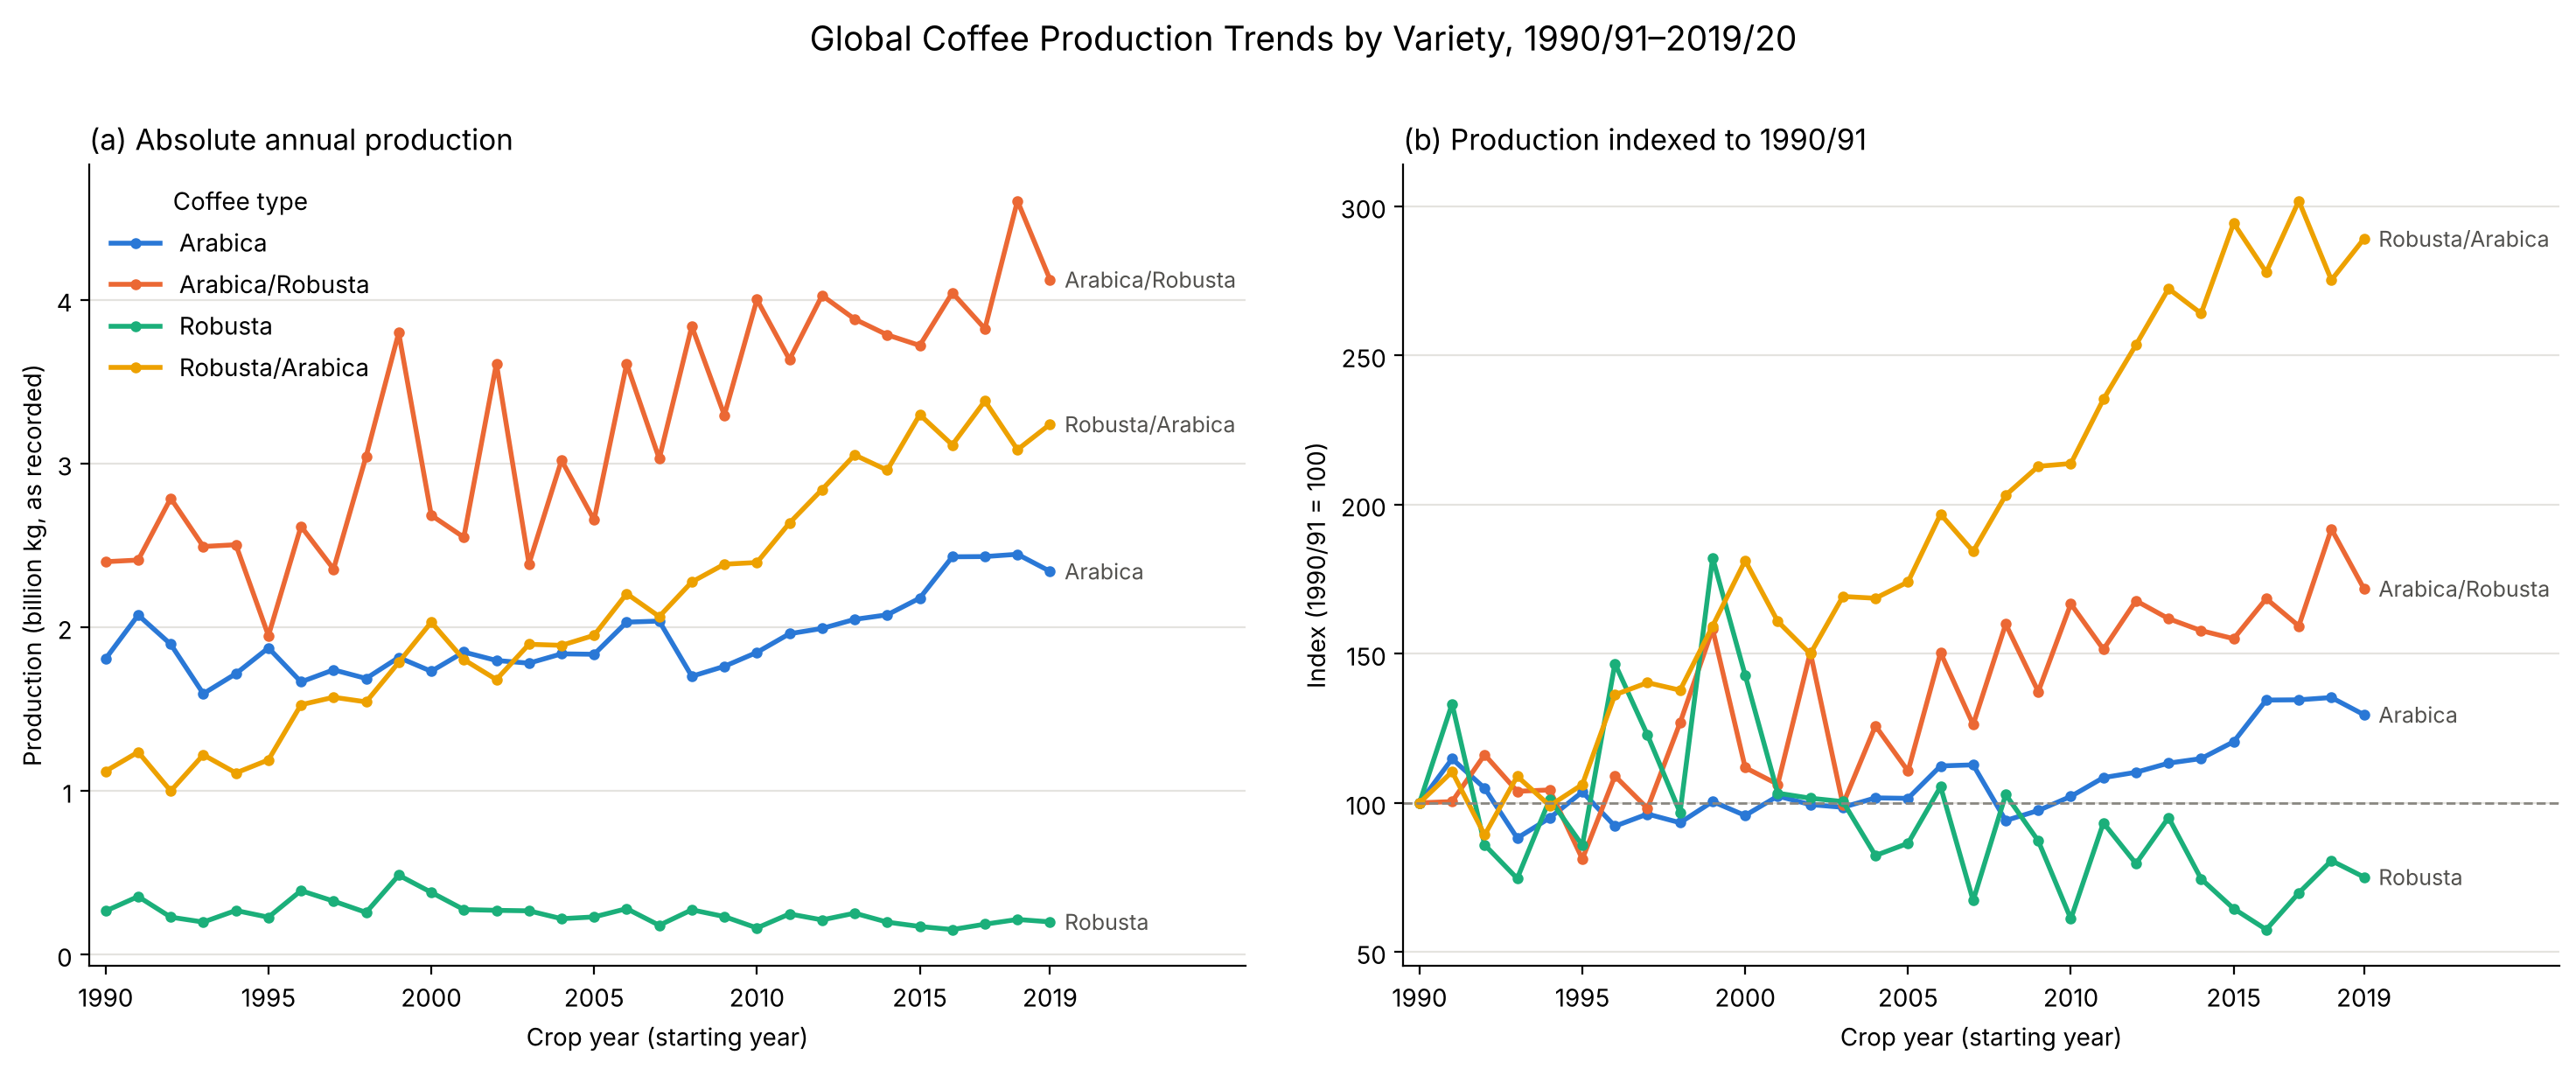 Global Coffee Production Trends by Variety, 1990/91–2019/20
(a) Absolute annual production
Coffee type
Arabica
Arabica/Robusta
Robusta
Robusta/Arabica
Production (billion kg, as recorded)
4
3
2
1
0
Arabica/Robusta
Robusta/Arabica
Arabica
Robusta
1990 1995 2000 2005 2010 2015 2019
Crop year (starting year)
(b) Production indexed to 1990/91
Index (1990/91 = 100)
300
250
200
150
100
50
Robusta/Arabica
Arabica/Robusta
Arabica
Robusta
1990 1995 2000 2005 2010 2015 2019
Crop year (starting year)